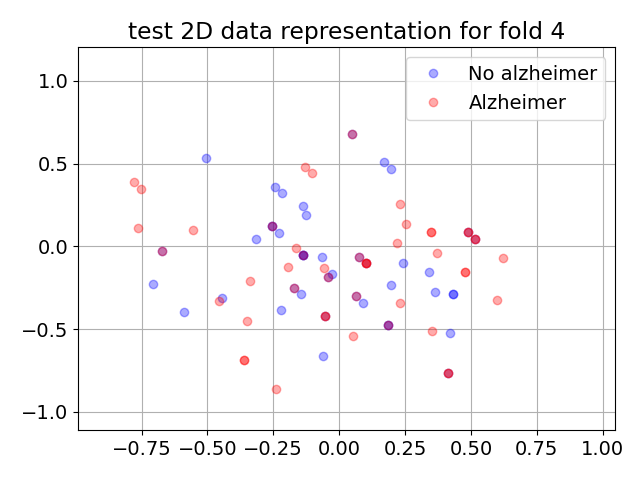 test 2D data representation for fold 4
No alzheimer
Alzheimer
1.0
0.5
0.0
−0.5
−1.0
−0.75 −0.50 −0.25 0.00 0.25 0.50 0.75 1.00